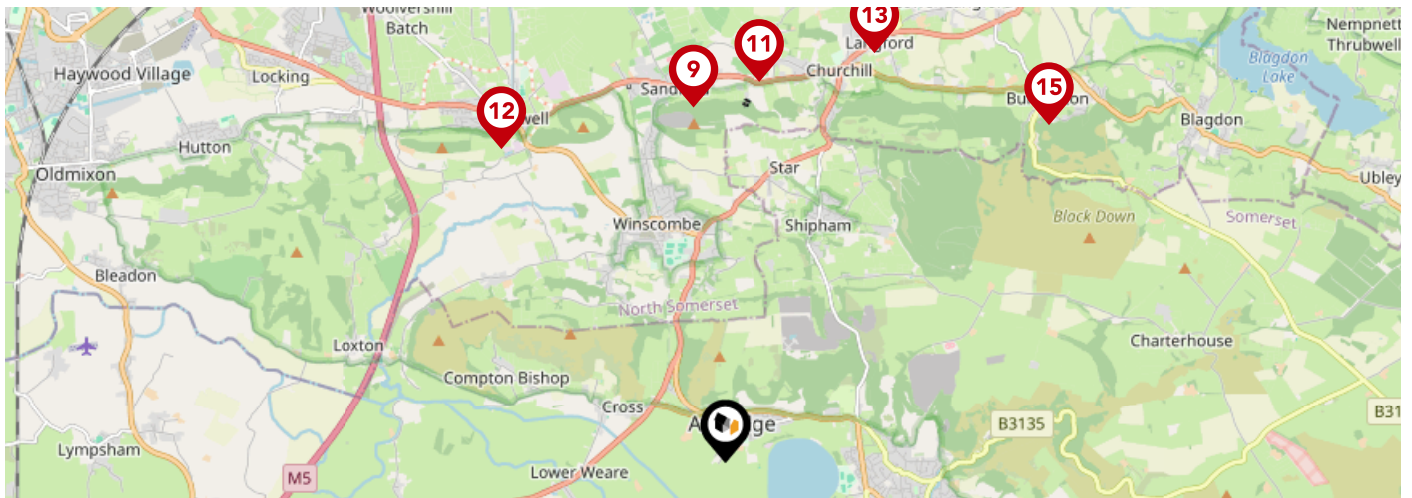 Woolvershill
Batch
13
Nempnett
Thrubwell
11
Langford
Blagdon
Lake
Haywood Village
Locking
9
Churchill
15
12
Blagdon
Hutton
Oldmixon
Star
Ubley
Winscombe
Shipham
Black Down
Somerset
Bleadon
North Somerset
Loxton
Charterhouse
Compton Bishop
Cross
B3135
B31
Lympsham
Lower Weare
M5